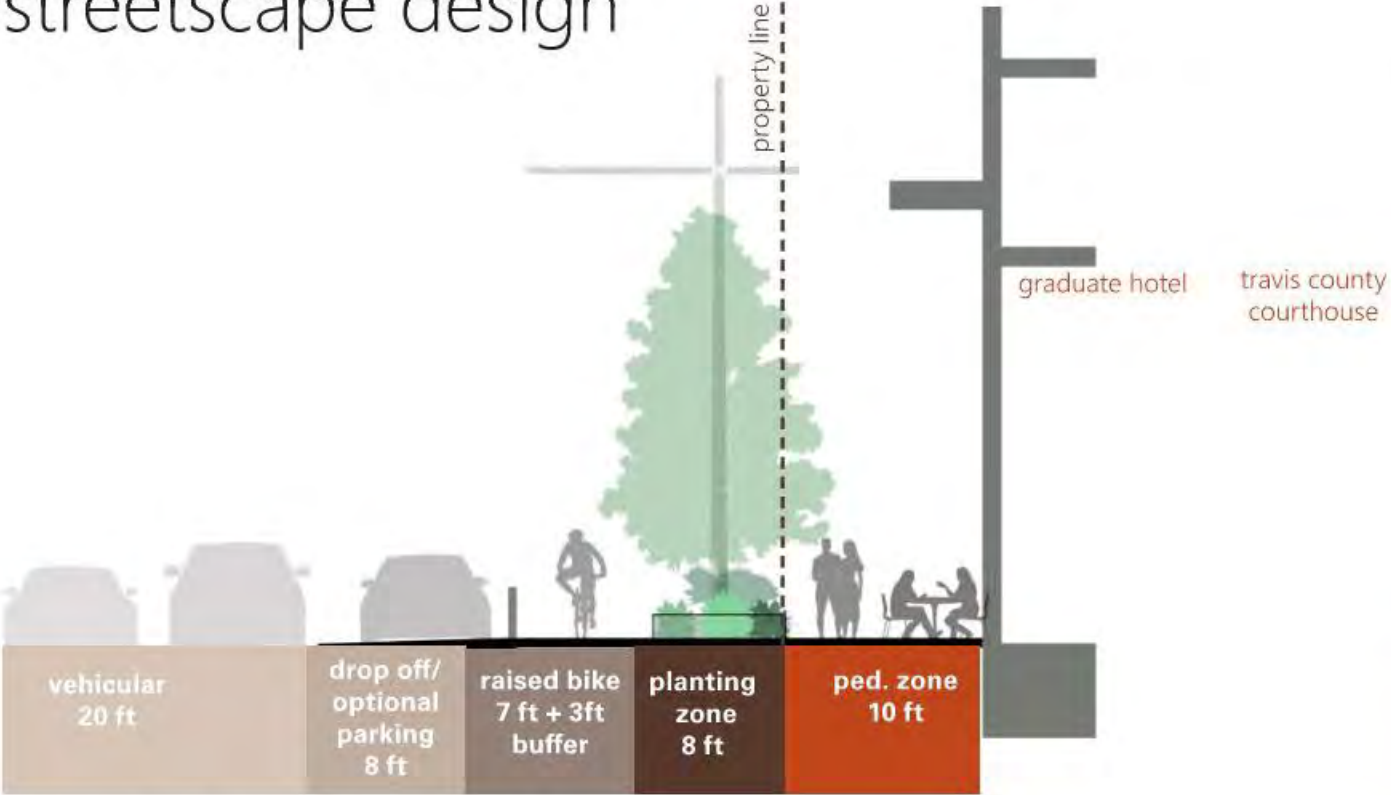 streetscape design
property line
graduate hotel
travis county
courthouse
vehicular
20 ft
drop off/
optional
parking
8 ft
raised bike
7 ft + 3ft
buffer
planting
zone
8 ft
ped. zone
10 ft